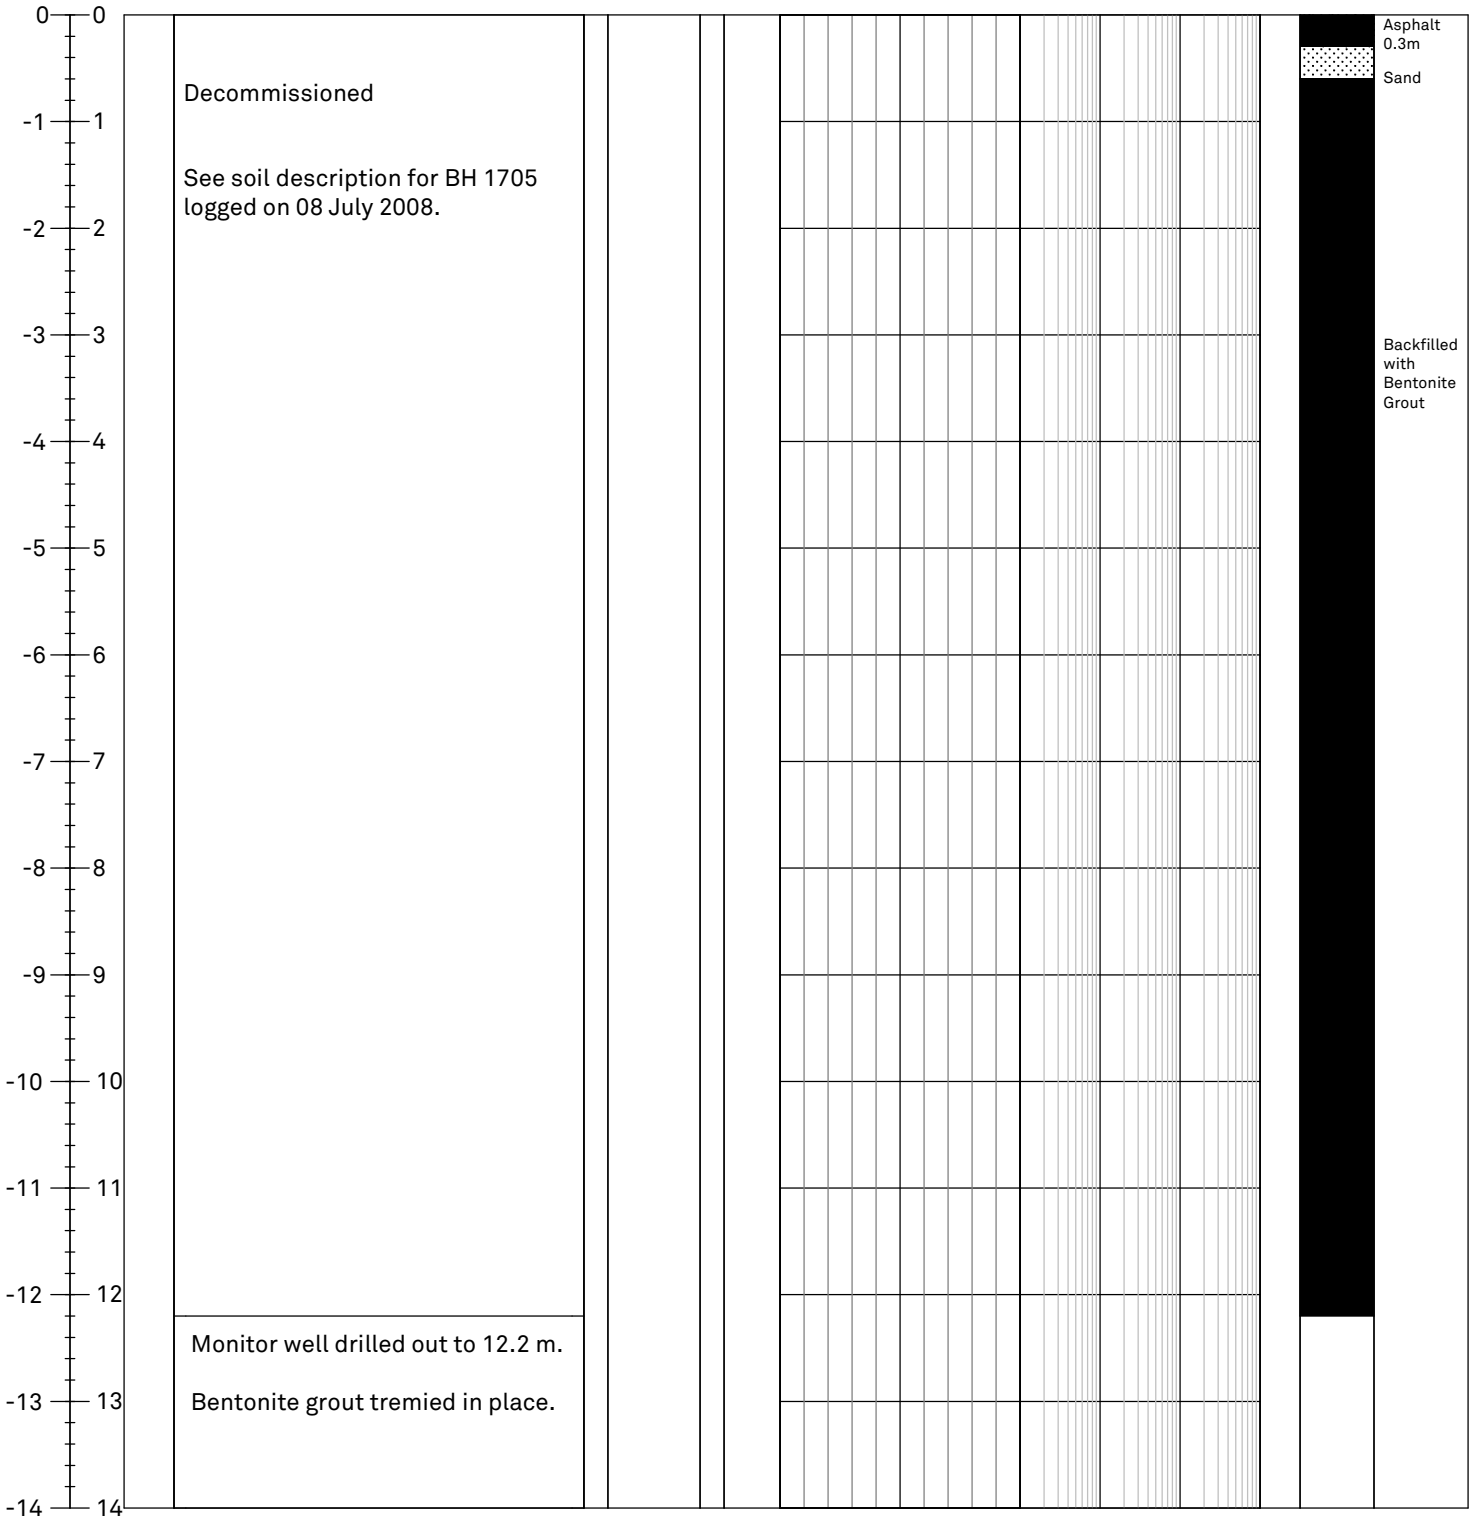 0 0
Asphalt
0.3m
Sand
Decommissioned
-1 1
See soil description for BH 1705
logged on 08 July 2008.
-2 2
-3 3
Backfilled
with
Bentonite
Grout
-4 4
-5 5
-6 6
-7 7
-8 8
-9 9
-10 10
-11 11
-12 12
Monitor well drilled out to 12.2 m.
-13 13
Bentonite grout tremied in place.
-14 14